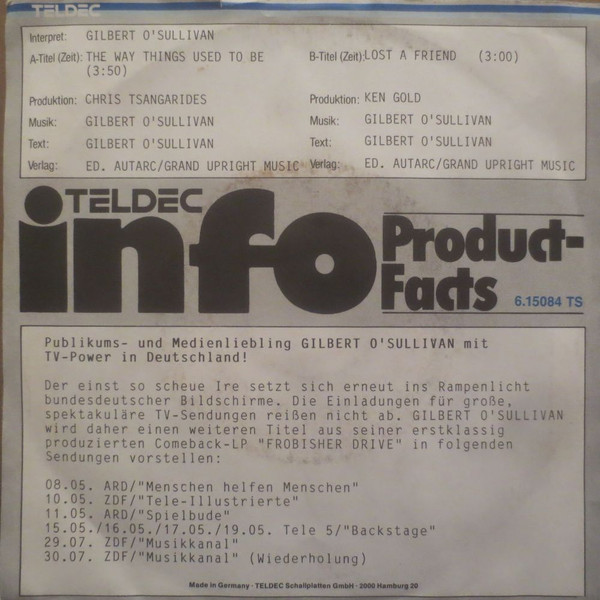 TELDEC
Interpret: GILBERT O'SULLIVAN
A-Titel (Zeit): THE WAY THINGS USED TO BE B-Titel (Zeit): LOST A FRIEND (3:00)
(3:50)
Produktion: CHRIS TSANGARIDES Produktion: KEN GOLD
Musik: GILBERT O'SULLIVAN Musik: GILBERT O'SULLIVAN
Text: GILBERT O'SULLIVAN Text: GILBERT O'SULLIVAN
Verlag: ED. AUTARC/GRAND UPRIGHT MUSIC Verlag: ED. AUTARC/GRAND UPRIGHT MUSIC
TELDEC
info Product-
Facts 6.15084 TS
Publikums- und Medienliebling GILBERT O'SULLIVAN mit
TV-Power in Deutschland!
Der einst so scheue Ire setzt sich erneut ins Rampenlicht
bundesdeutscher Bildschirme. Die Einladungen für große,
spektakuläre TV-Sendungen reißen nicht ab. GILBERT O'SULLIVAN
wird daher einen weiteren Titel aus seiner erstklassig
produzierten Comeback-LP "FROBISHER DRIVE" in folgenden
Sendungen vorstellen:
08.05. ARD/"Menschen helfen Menschen"
10.05. ZDF/"Tele-Illustrierte"
11.05. ARD/"Spielbude"
15.05./16.05./17.05./19.05. Tele 5/"Backstage"
29.07. ZDF/"Musikkanal"
30.07. ZDF/"Musikkanal" (Wiederholung)
Made in Germany · TELDEC Schallplatten GmbH · 2000 Hamburg 20